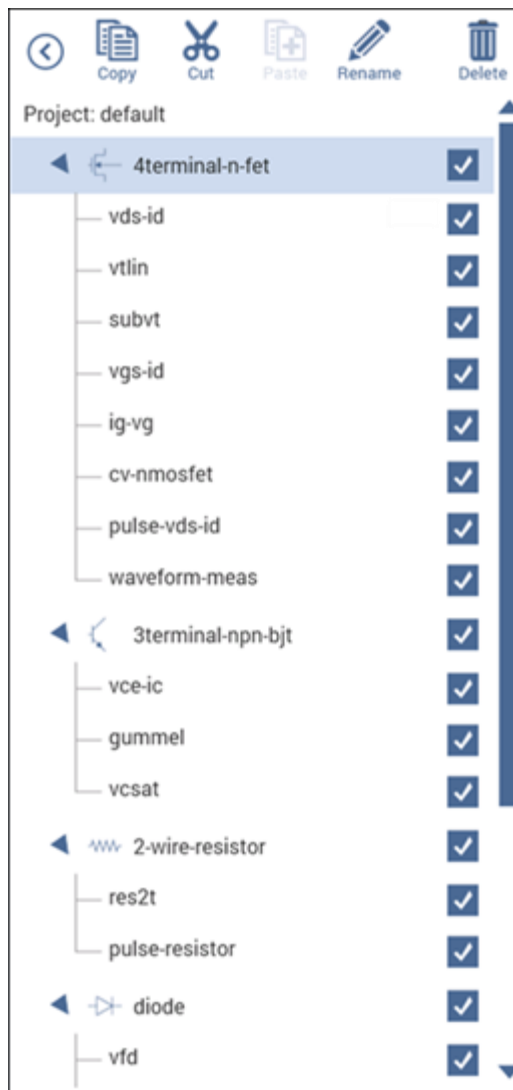 Copy Cut Paste Rename Delete
Project: default
4terminal-n-fet
vds-id
vtlin
subvt
vgs-id
ig-vg
cv-nmosfet
pulse-vds-id
waveform-meas
3terminal-npn-bjt
vce-ic
gummel
vcsat
2-wire-resistor
res2t
pulse-resistor
diode
vfd